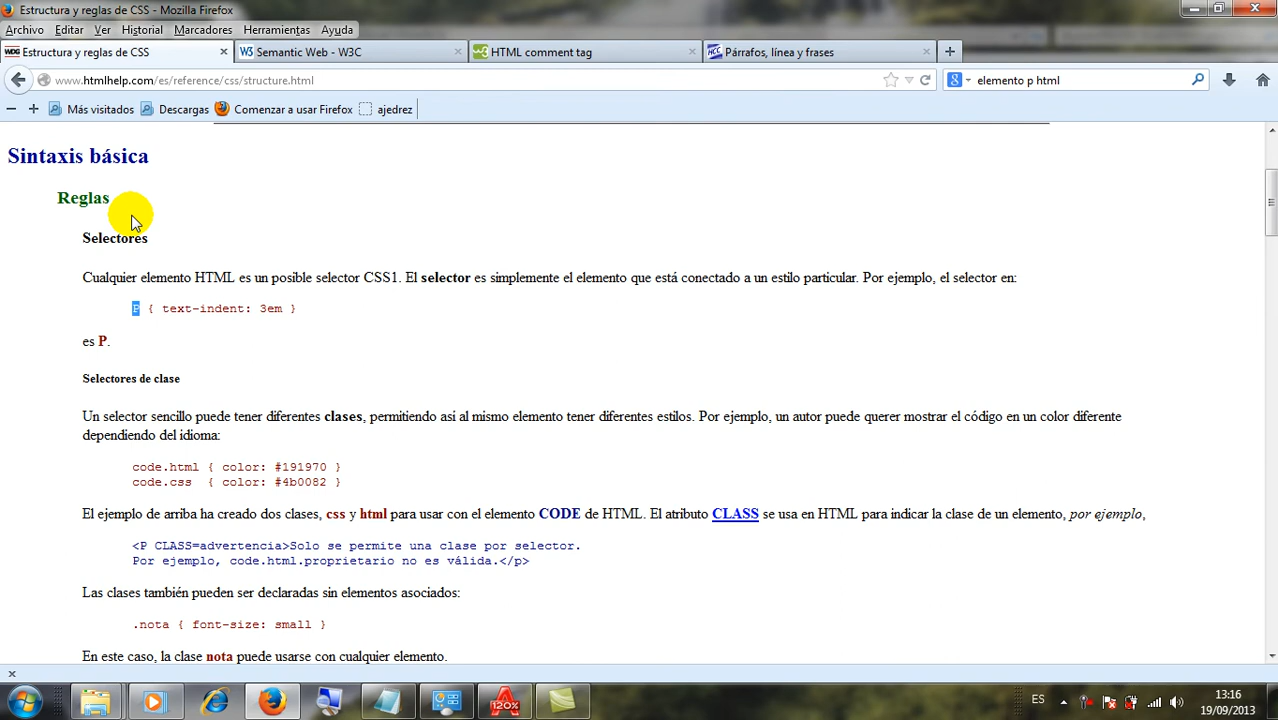 Estructura y reglas de CSS - Mozilla Firefox
Archivo Editar Ver Historial Marcadores Herramientas Ayuda
WDG Estructura y reglas de CSS × W3 Semantic Web - W3C × HTML comment tag × HCC Párrafos, línea y frases × +
www.htmlhelp.com/es/reference/css/structure.html elemento p html
Más visitados Descargas Comenzar a usar Firefox ajedrez
Sintaxis básica
Reglas
Selectores
Cualquier elemento HTML es un posible selector CSS1. El selector es simplemente el elemento que está conectado a un estilo particular. Por ejemplo, el selector en:
P { text-indent: 3em }
es P.
Selectores de clase
Un selector sencillo puede tener diferentes clases, permitiendo así al mismo elemento tener diferentes estilos. Por ejemplo, un autor puede querer mostrar el código en un color diferente
dependiendo del idioma:
code.html { color: #191970 }
code.css { color: #4b0082 }
El ejemplo de arriba ha creado dos clases, css y html para usar con el elemento CODE de HTML. El atributo CLASS se usa en HTML para indicar la clase de un elemento, por ejemplo,
<P CLASS=advertencia>Solo se permite una clase por selector.
Por ejemplo, code.html.proprietario no es válida.</p>
Las clases también pueden ser declaradas sin elementos asociados:
.nota { font-size: small }
En este caso, la clase nota puede usarse con cualquier elemento.
×
120% ES 13:16
19/09/2013